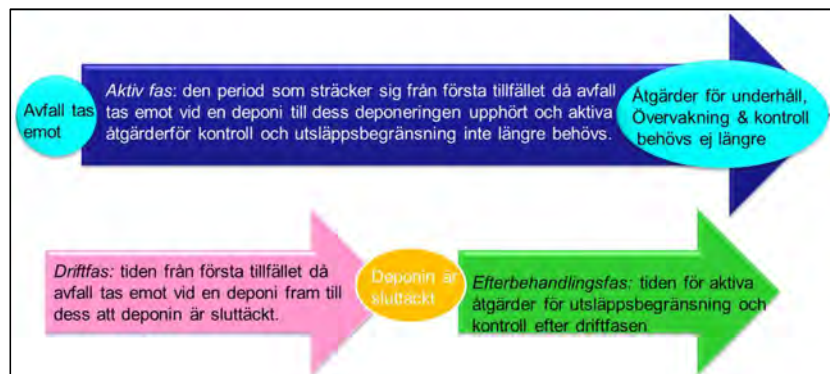 Avfall tas
emot
Aktiv fas: den period som sträcker sig från första tillfället då avfall
tas emot vid en deponi till dess deponeringen upphört och aktiva
åtgärderför kontroll och utsläppsbegränsning inte längre behövs.
Åtgärder för underhåll,
Övervakning & kontroll
behövs ej längre
Driftfas: tiden från första tillfället då
avfall tas emot vid en deponi fram till
dess att deponin är sluttäckt.
Deponin är
sluttäckt
Efterbehandlingsfas: tiden för aktiva
åtgärder för utsläppsbegränsning och
kontroll efter driftfasen